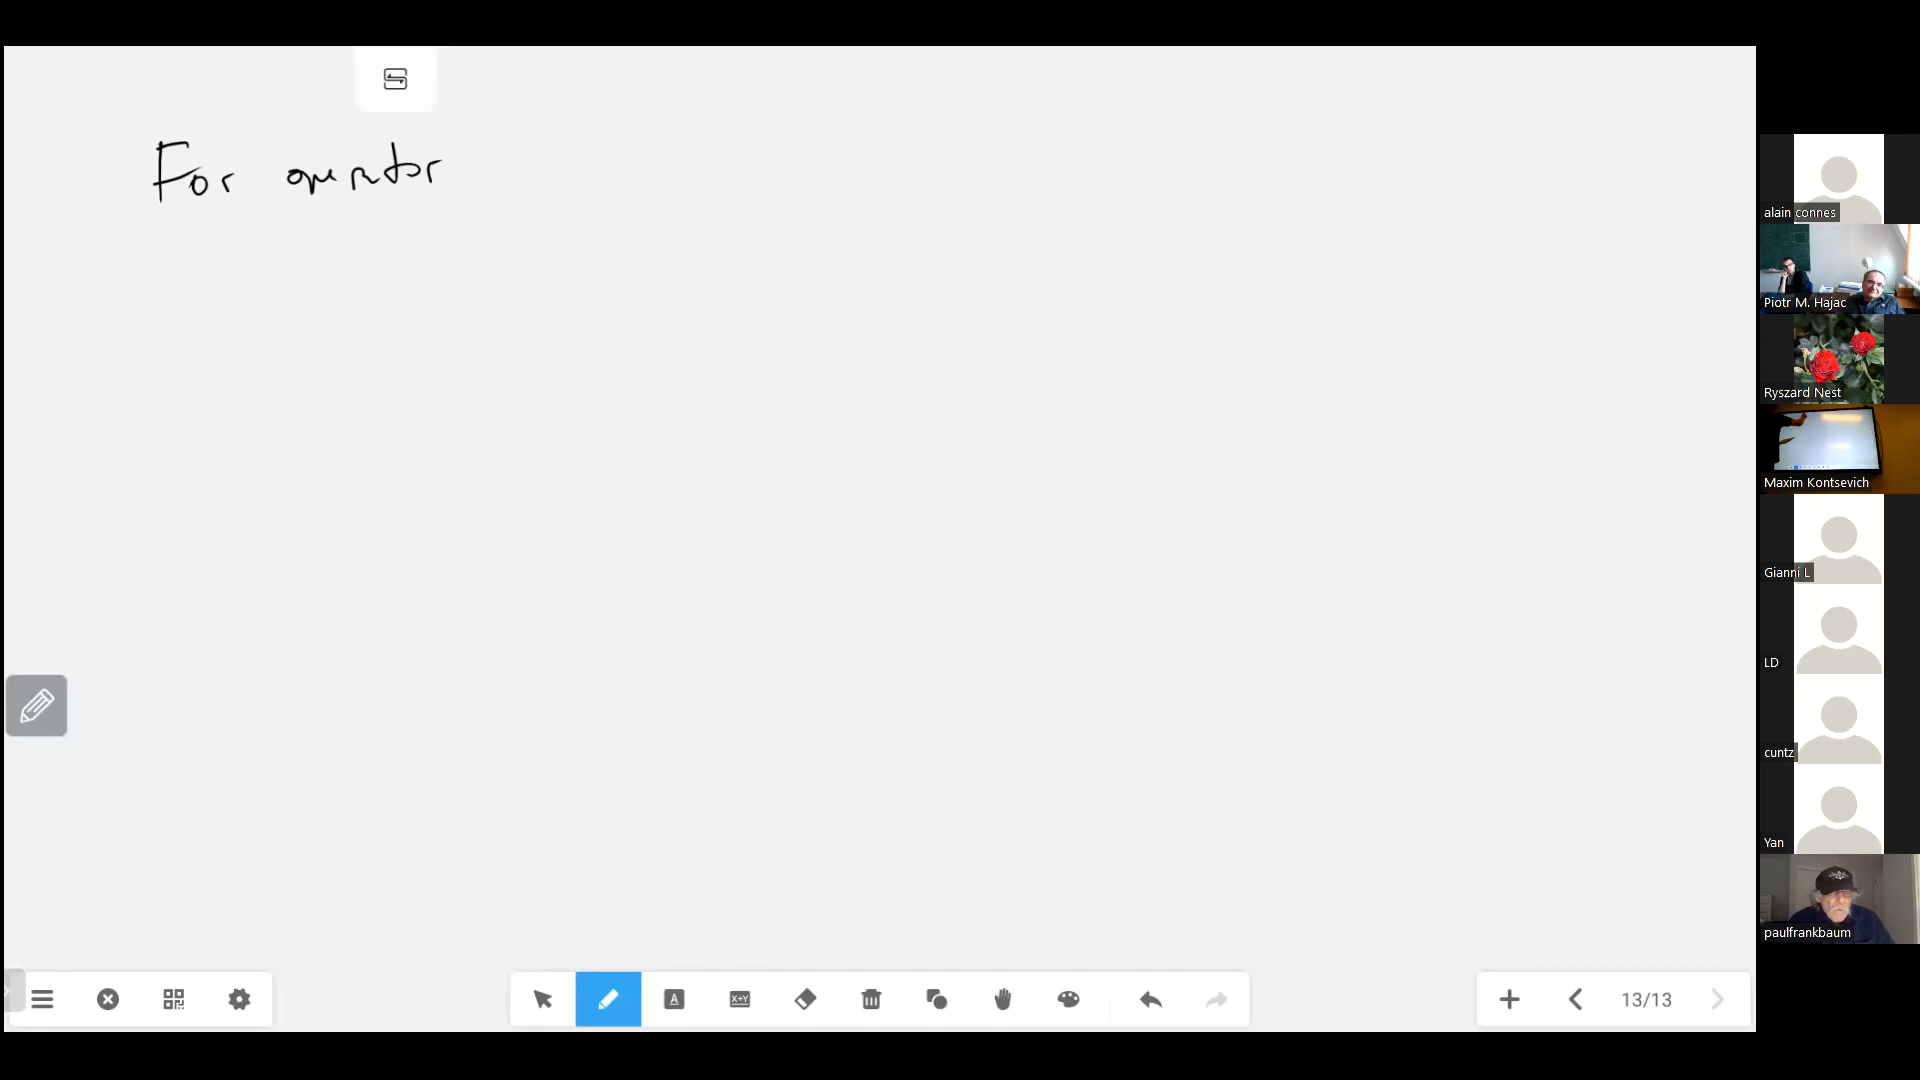 For operator
alain connes
Piotr M. Hajac
Ryszard Nest
Maxim Kontsevich
Gianni L
LD
cuntz
Yan
paulfrankbaum
A
X+Y
13/13